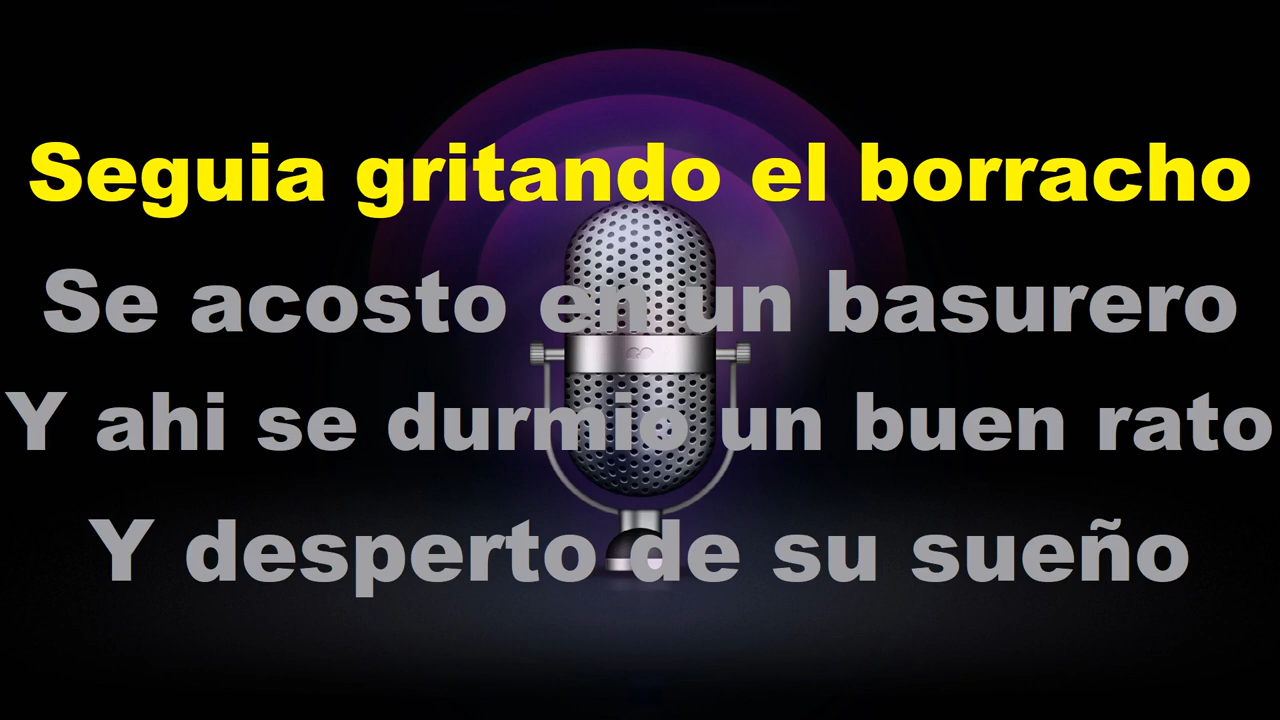 Seguia gritando el borracho
Se acosto en un basurero
Y ahi se durmio un buen rato
Y desperto de su sueño